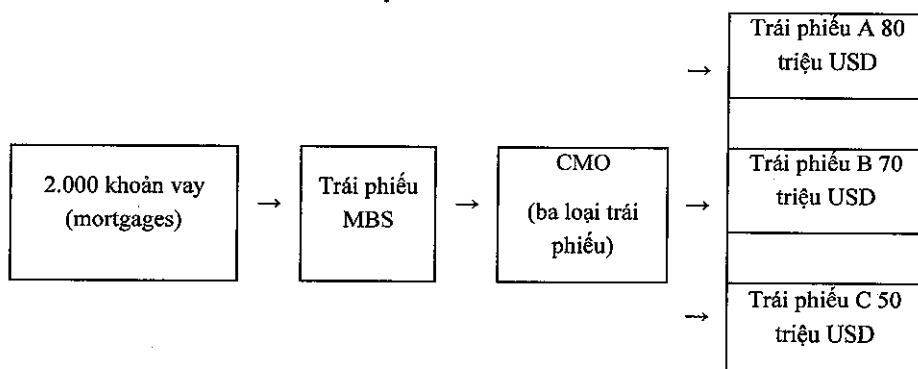 2.000 khoản vay
(mortgages)
→
Trái phiếu
MBS
→
CMO
(ba loại trái
phiếu)
→
Trái phiếu A 80
triệu USD
→
Trái phiếu B 70
triệu USD
→
Trái phiếu C 50
triệu USD